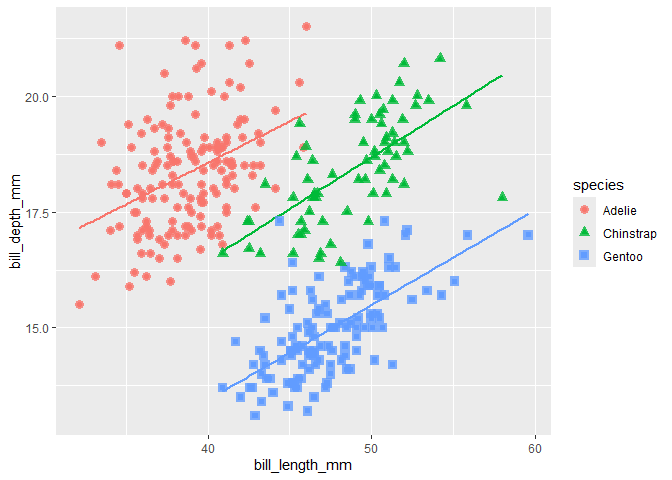 20.0
17.5
15.0
bill_depth_mm
40
50
60
bill_length_mm
species
Adelie
Chinstrap
Gentoo